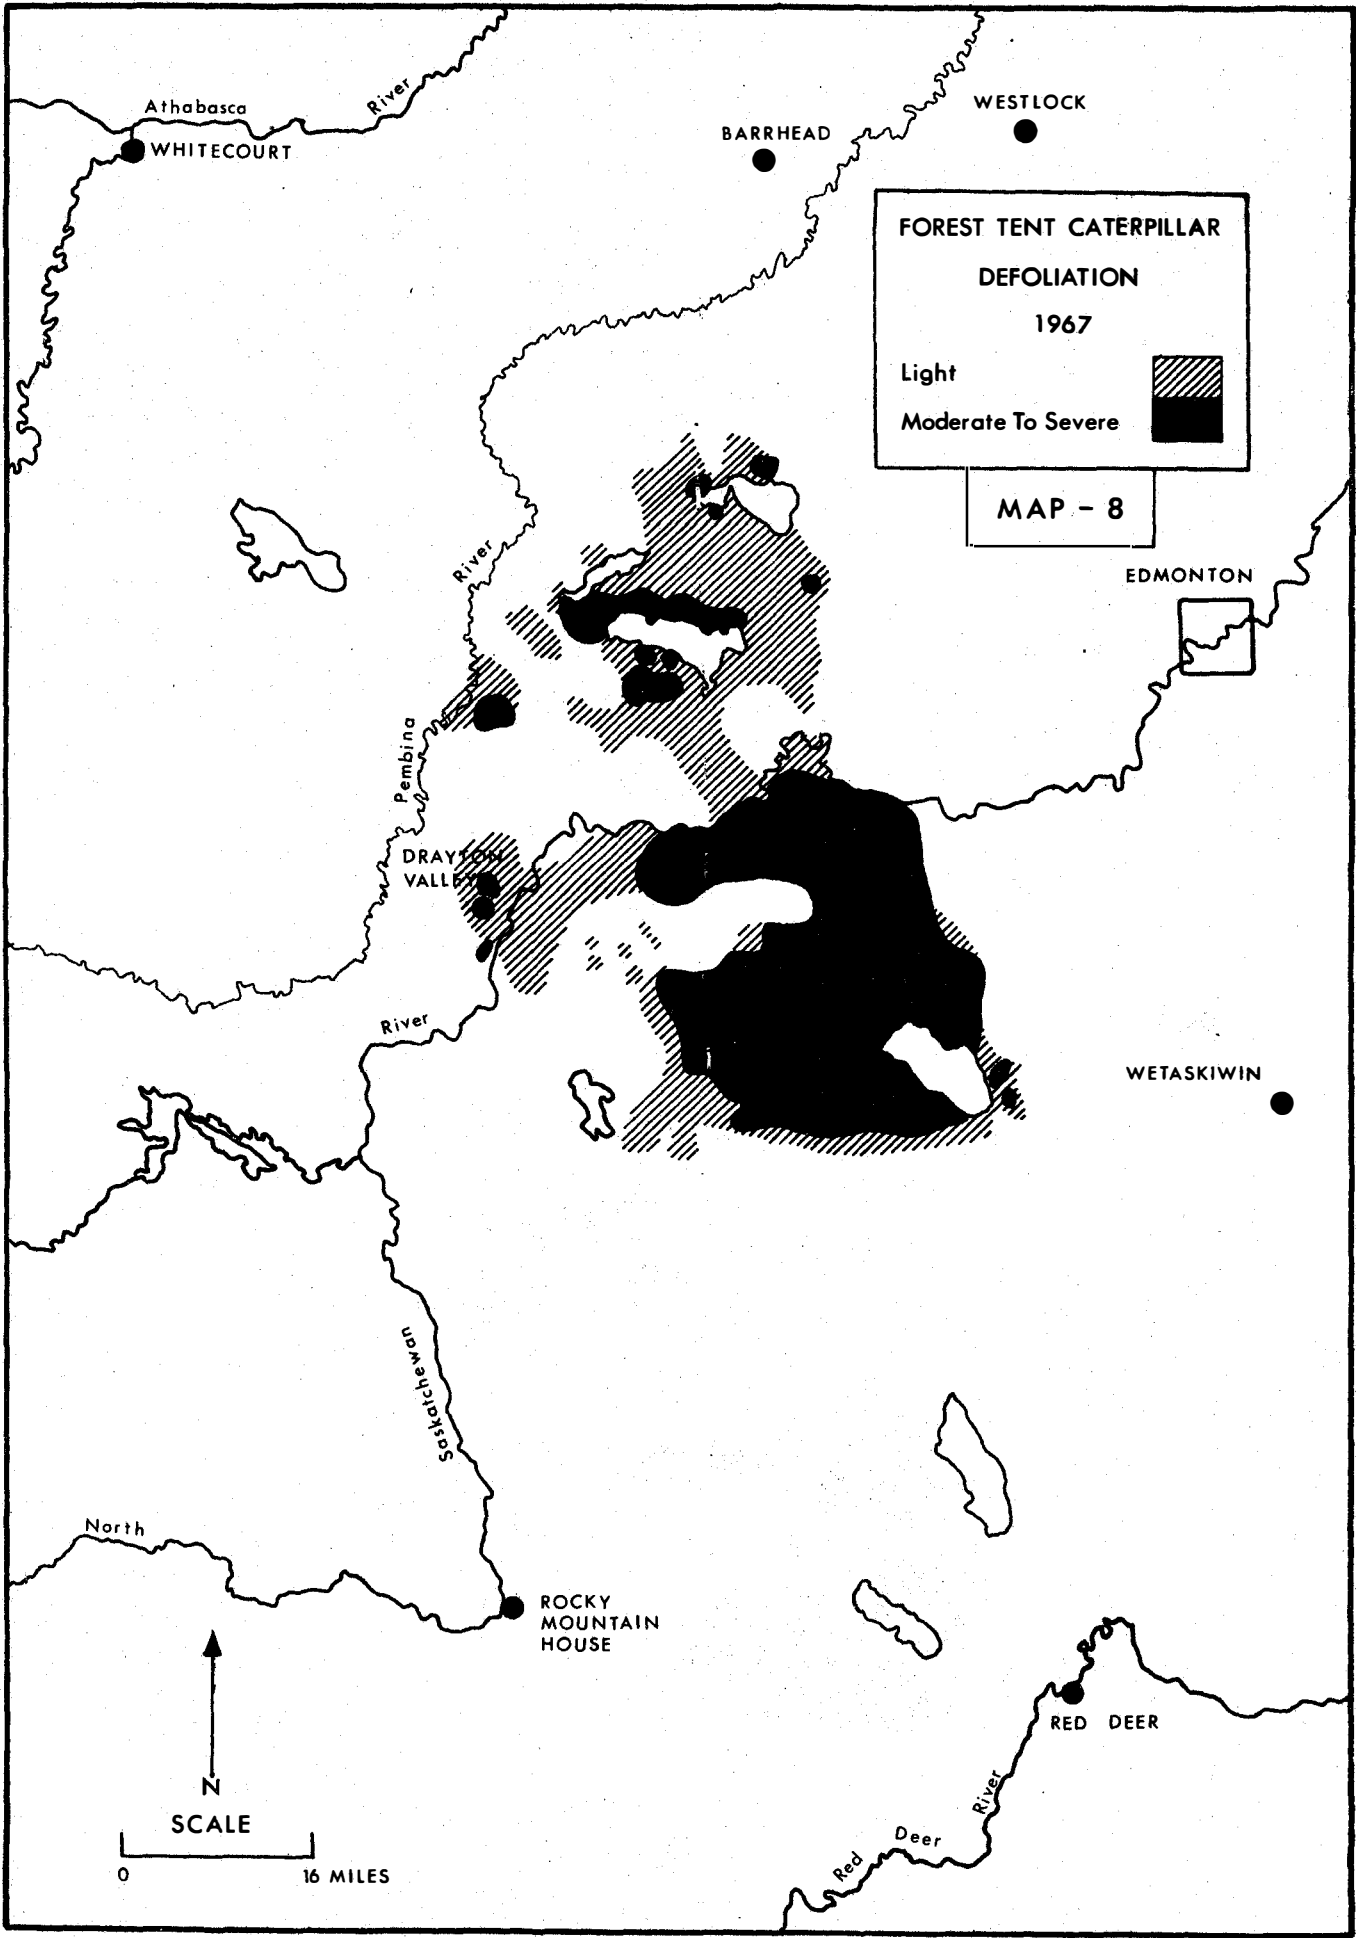 Athabasca
River
WHITECOURT
BARRHEAD
WESTLOCK
FOREST TENT CATERPILLAR
DEFOLIATION
1967
Light
Moderate To Severe
MAP - 8
River
EDMONTON
Pembina
DRAYTON
VALLEY
River
WETASKIWIN
Saskatchewan
North
ROCKY
MOUNTAIN
HOUSE
RED DEER
River
Deer
Red
N
SCALE
0 16 MILES